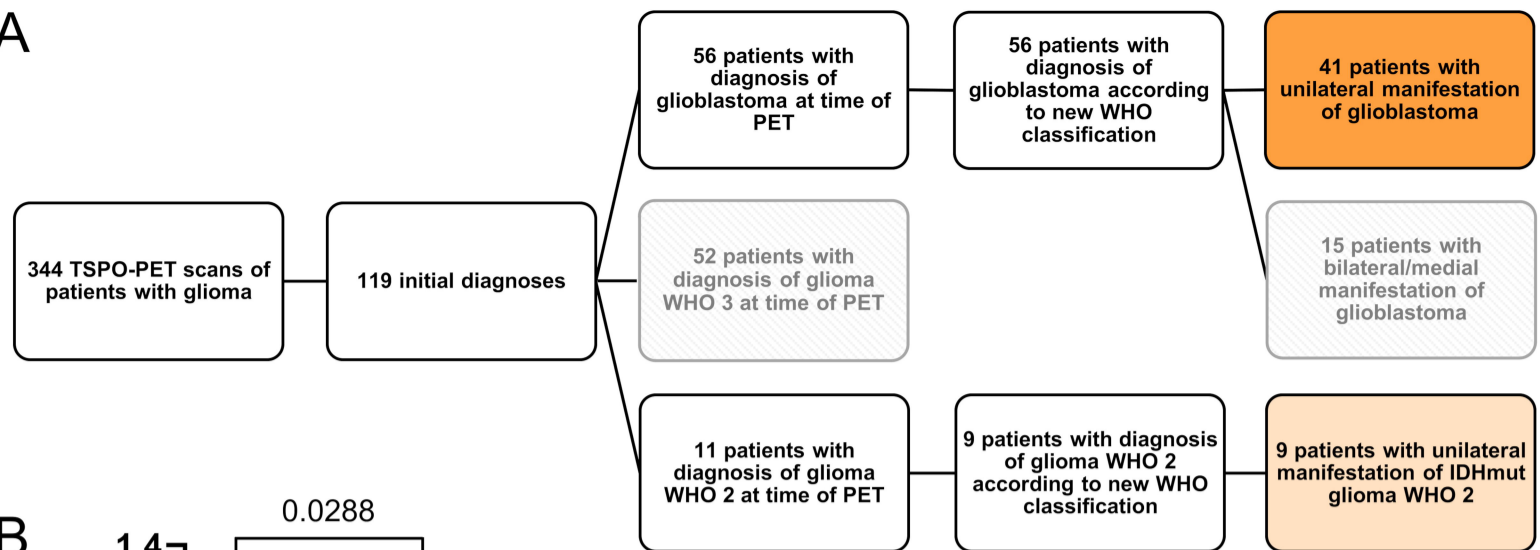 A
56 patients with
diagnosis of
glioblastoma at time of
PET
56 patients with
diagnosis of
glioblastoma according
to new WHO
classification
41 patients with
unilateral manifestation
of glioblastoma
344 TSPO-PET scans of
patients with glioma
119 initial diagnoses
52 patients with
diagnosis of glioma
WHO 3 at time of PET
15 patients with
bilateral/medial
manifestation of
glioblastoma
11 patients with
diagnosis of glioma
WHO 2 at time of PET
9 patients with diagnosis
of glioma WHO 2
according to new WHO
classification
9 patients with unilateral
manifestation of IDHmut
glioma WHO 2
B
0.0288
1.4